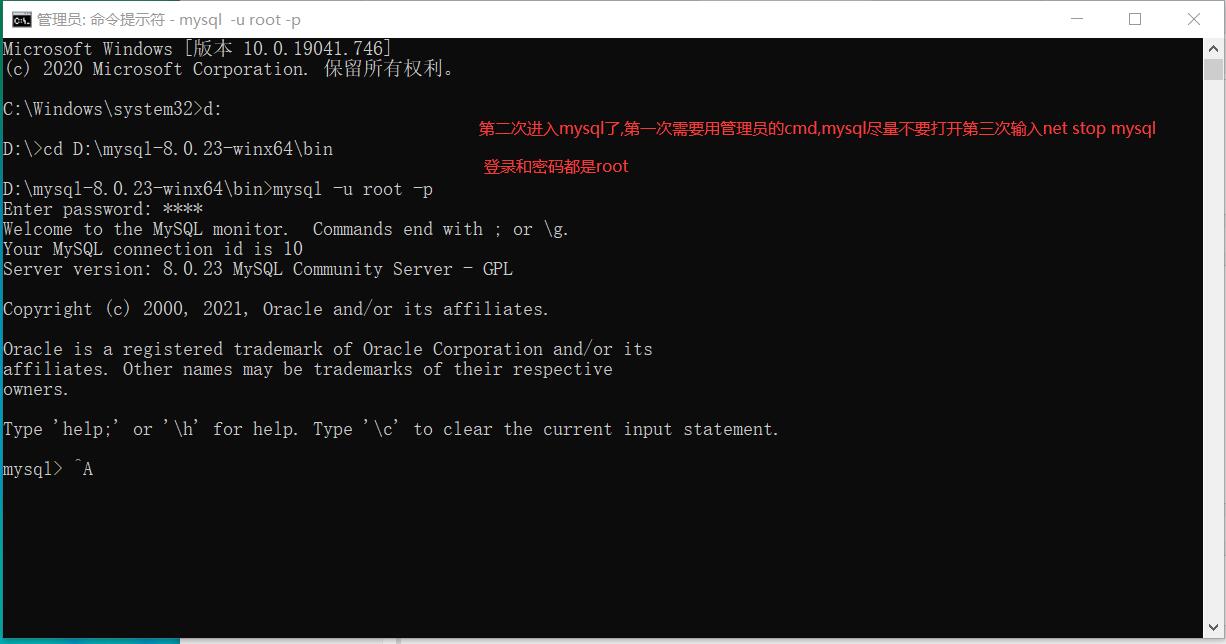 管理员: 命令提示符 - mysql  -u root -p
Microsoft Windows [版本 10.0.19041.746]
(c) 2020 Microsoft Corporation. 保留所有权利。
C:\Windows\system32>d:
第二次进入mysql了,第一次需要用管理员的cmd,mysql尽量不要打开第三次输入net stop mysql
D:\>cd D:\mysql-8.0.23-winx64\bin
登录和密码都是root
D:\mysql-8.0.23-winx64\bin>mysql -u root -p
Enter password: ****
Welcome to the MySQL monitor.  Commands end with ; or \g.
Your MySQL connection id is 10
Server version: 8.0.23 MySQL Community Server - GPL
Copyright (c) 2000, 2021, Oracle and/or its affiliates.
Oracle is a registered trademark of Oracle Corporation and/or its
affiliates. Other names may be trademarks of their respective
owners.
Type 'help;' or '\h' for help. Type '\c' to clear the current input statement.
mysql> ^A